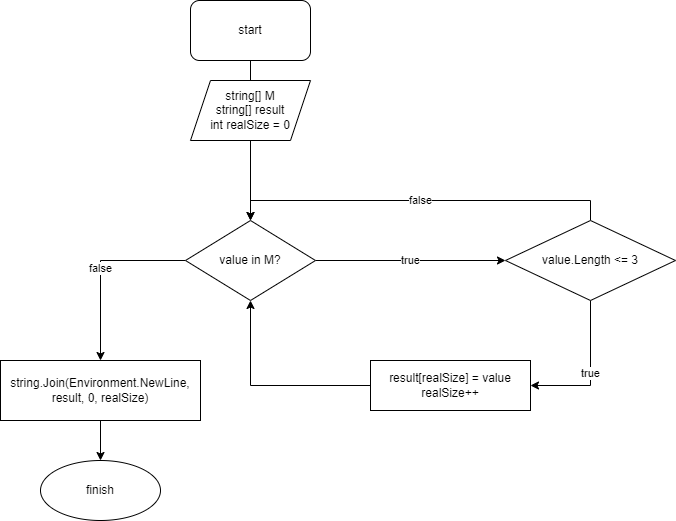 start
string[] M
string[] result
int realSize = 0
false
value in M?
true
value.Length <= 3
false
true
string.Join(Environment.NewLine,
result, 0, realSize)
result[realSize] = value
realSize++
finish